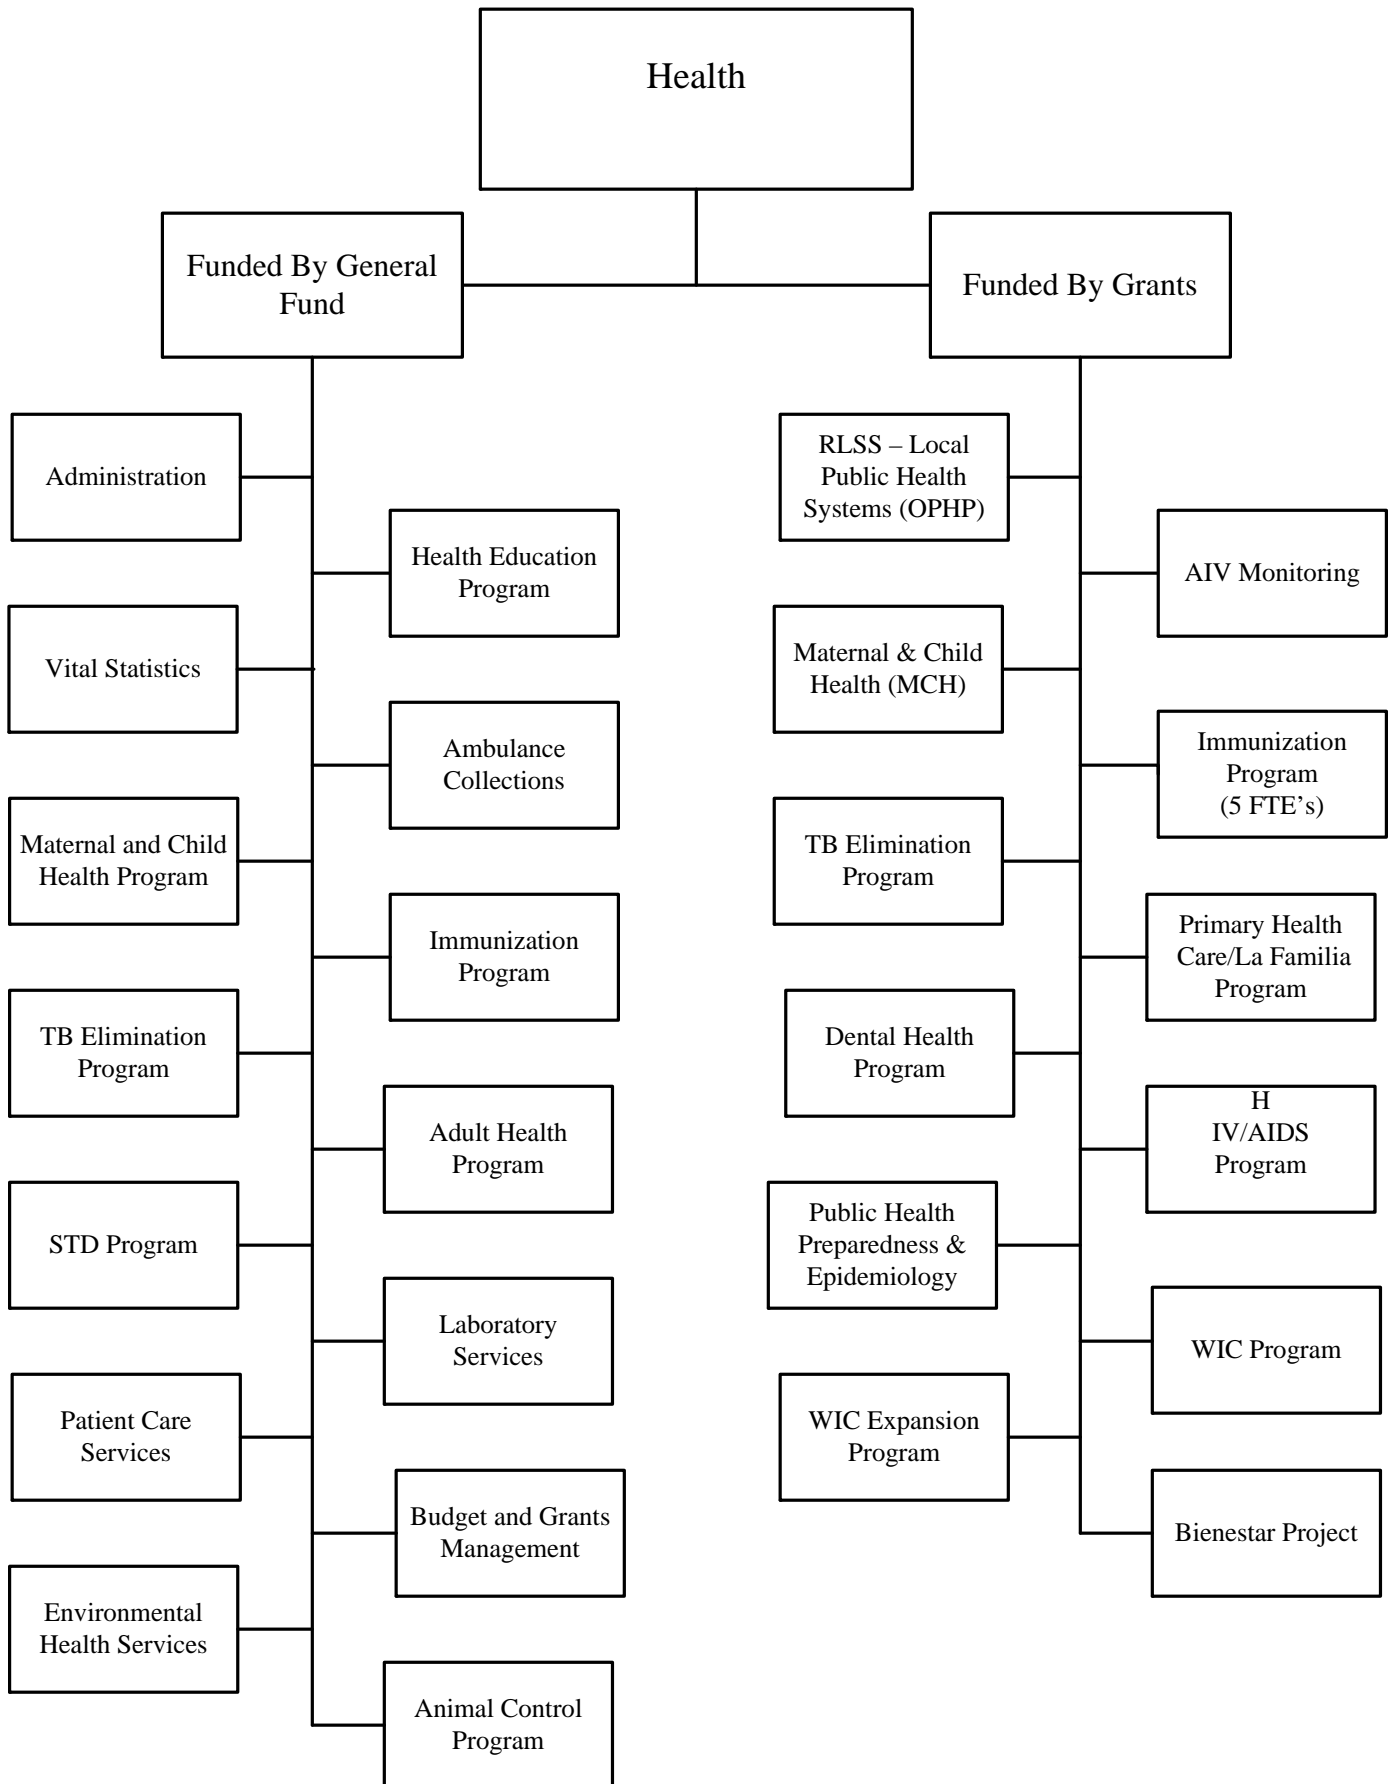 Health
Funded By General
Fund
Funded By Grants
Administration
Health Education
Program
Vital Statistics
Ambulance
Collections
Maternal and Child
Health Program
Immunization
Program
TB Elimination
Program
Adult Health
Program
STD Program
Laboratory
Services
Patient Care
Services
Budget and Grants
Management
Environmental
Health Services
Animal Control
Program
RLSS – Local
Public Health
Systems (OPHP)
AIV Monitoring
Maternal & Child
Health (MCH)
Immunization
Program
(5 FTE’s)
TB Elimination
Program
Primary Health
Care/La Familia
Program
Dental Health
Program
H
IV/AIDS
Program
Public Health
Preparedness &
Epidemiology
WIC Program
WIC Expansion
Program
Bienestar Project